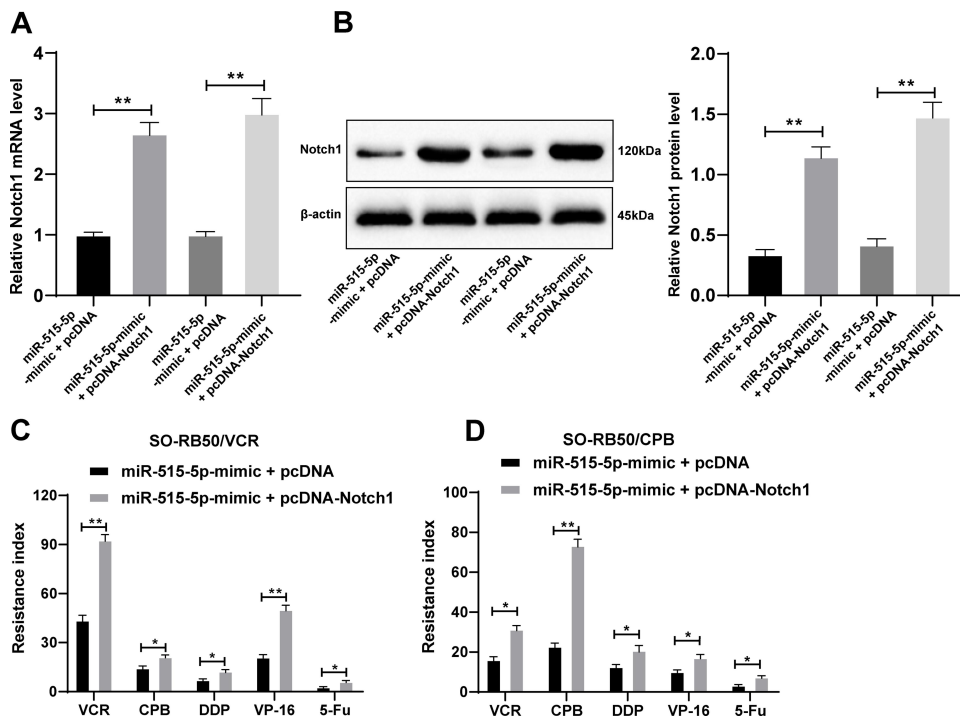 A
Relative Notch1 mRNA level
4
3
2
1
0
**
**
miR-515-5p
-mimic + pcDNA
miR-515-5p-mimic
+ pcDNA-Notch1
miR-515-5p
-mimic + pcDNA
miR-515-5p-mimic
+ pcDNA-Notch1
B
Notch1
120kDa
β-actin
45kDa
miR-515-5p
-mimic + pcDNA
miR-515-5p-mimic
+ pcDNA-Notch1
miR-515-5p
-mimic + pcDNA
miR-515-5p-mimic
+ pcDNA-Notch1
Relative Notch1 protein level
2.0
1.5
1.0
0.5
0.0
**
**
miR-515-5p
-mimic + pcDNA
miR-515-5p-mimic
+ pcDNA-Notch1
miR-515-5p
-mimic + pcDNA
miR-515-5p-mimic
+ pcDNA-Notch1
C
SO-RB50/VCR
miR-515-5p-mimic + pcDNA
miR-515-5p-mimic + pcDNA-Notch1
Resistance index
120
90
60
30
0
**
*
*
**
*
VCR CPB DDP VP-16 5-Fu
D
SO-RB50/CPB
miR-515-5p-mimic + pcDNA
miR-515-5p-mimic + pcDNA-Notch1
Resistance index
100
80
60
40
20
0
*
**
*
*
*
VCR CPB DDP VP-16 5-Fu